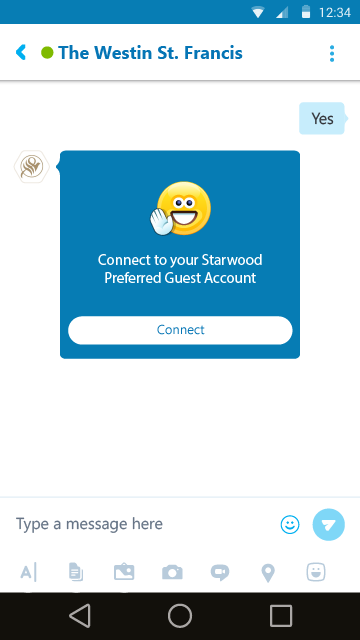 12:34
The Westin St. Francis
Yes
Connect to your Starwood
Preferred Guest Account
Connect
Type a message here
A